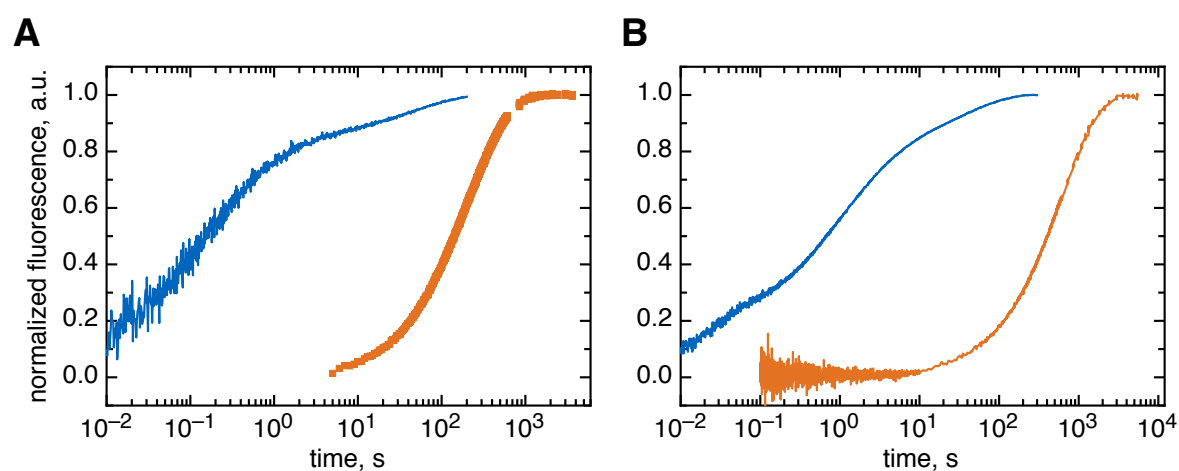 A
B
normalized fluorescence, a.u.
1.0
0.8
0.6
0.4
0.2
0.0
10⁻² 10⁻¹ 10⁰ 10¹ 10² 10³
time, s
1.0
0.8
0.6
0.4
0.2
0.0
10⁻² 10⁻¹ 10⁰ 10¹ 10² 10³ 10⁴
time, s